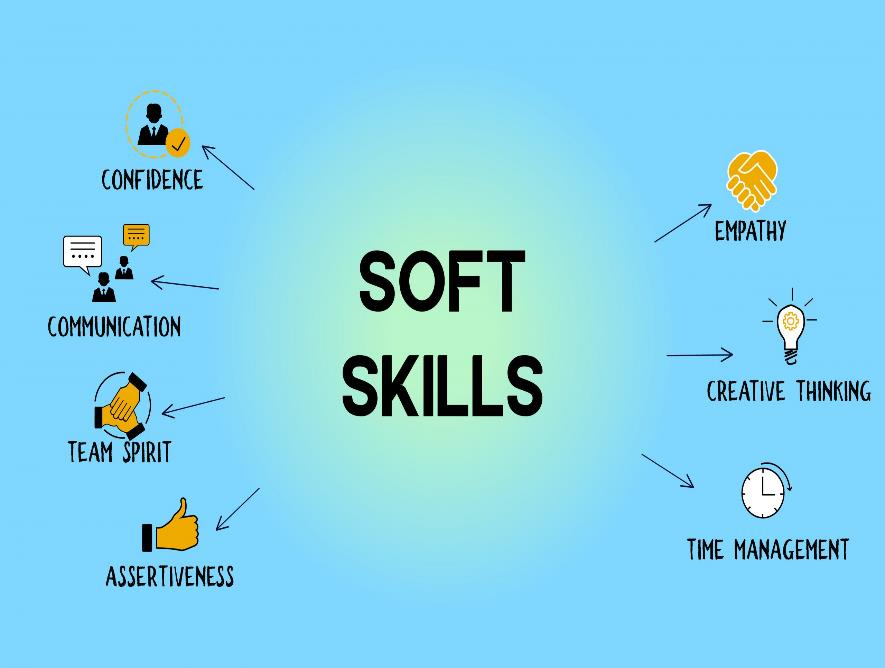 SOFT
SKILLS
CONFIDENCE
COMMUNICATION
TEAM SPIRIT
ASSERTIVENESS
EMPATHY
CREATIVE THINKING
TIME MANAGEMENT